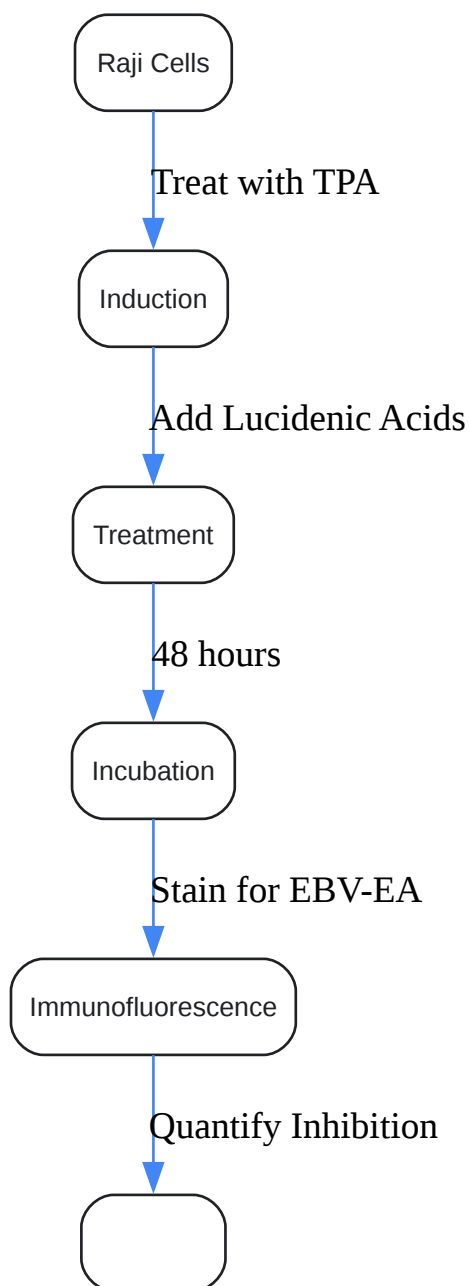 Raji Cells
Treat with TPA
Induction
Add Lucidenic Acids
Treatment
48 hours
Incubation
Stain for EBV-EA
Immunofluorescence
Quantify Inhibition